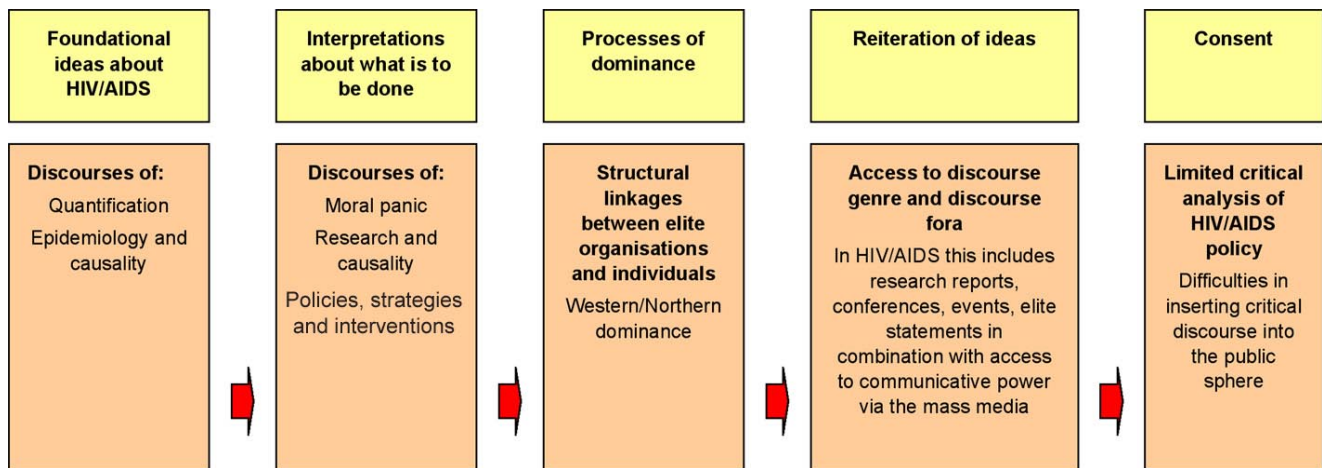 Foundational
ideas about
HIV/AIDS
Interpretations
about what is to
be done
Processes of
dominance
Reiteration of ideas
Consent
Discourses of:
Quantification
Epidemiology and
causality
Discourses of:
Moral panic
Research and
causality
Policies, strategies
and interventions
Structural
linkages
between elite
organisations
and individuals
Western/Northern
dominance
Access to discourse
genre and discourse
fora
In HIV/AIDS this includes
research reports,
conferences, events, elite
statements in
combination with access
to communicative power
via the mass media
Limited critical
analysis of
HIV/AIDS
policy
Difficulties in
inserting critical
discourse into
the public
sphere